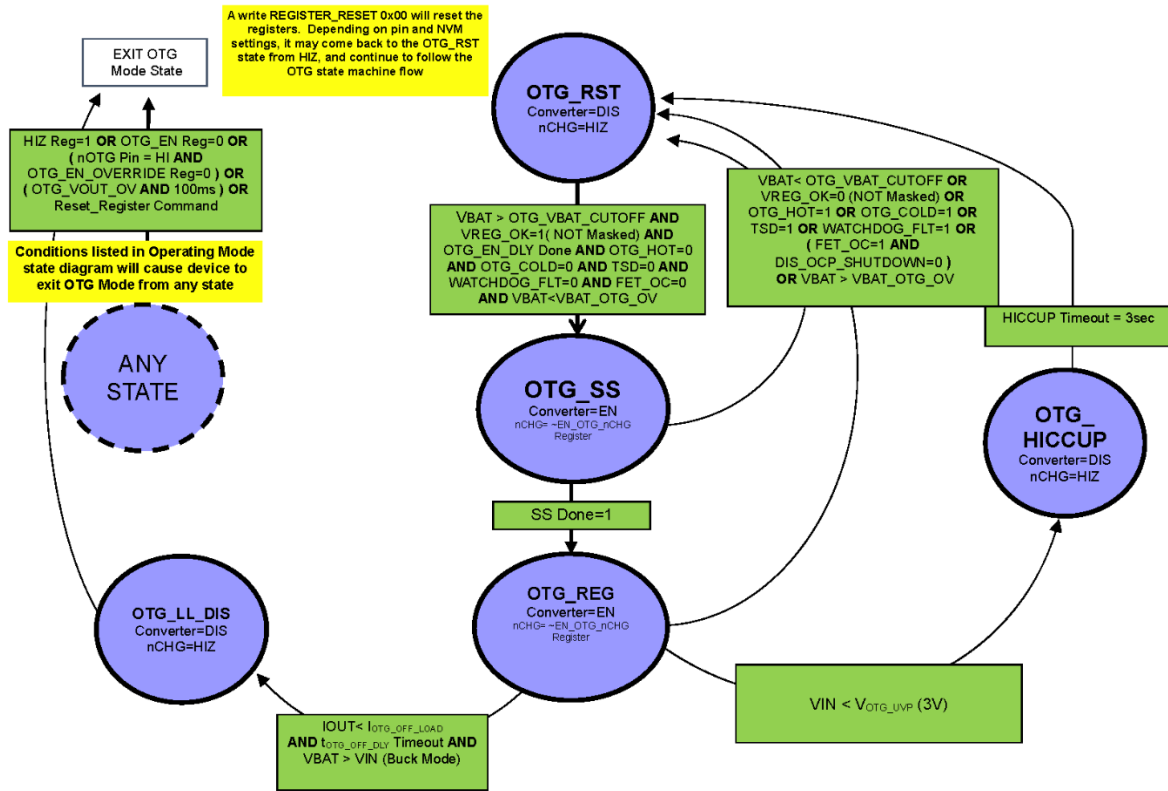 A write REGISTER_RESET 0x00 will reset the
registers. Depending on pin and NVM
settings, it may come back to the OTG_RST
state from HIZ, and continue to follow the
OTG state machine flow
EXIT OTG
Mode State
HIZ Reg=1 OR OTG_EN Reg=0 OR
( nOTG Pin = HI AND
OTG_EN_OVERRIDE Reg=0 ) OR
( OTG_VOUT_OV AND 100ms ) OR
Reset_Register Command
Conditions listed in Operating Mode
state diagram will cause device to
exit OTG Mode from any state
ANY
STATE
OTG_RST
Converter=DIS
nCHG=HIZ
VBAT > OTG_VBAT_CUTOFF AND
VREG_OK=1( NOT Masked) AND
OTG_EN_DLY Done AND OTG_HOT=0
AND OTG_COLD=0 AND TSD=0 AND
WATCHDOG_FLT=0 AND FET_OC=0
AND VBAT<VBAT_OTG_OV
VBAT< OTG_VBAT_CUTOFF OR
VREG_OK=0 (NOT Masked) OR
OTG_HOT=1 OR OTG_COLD=1 OR
TSD=1 OR WATCHDOG_FLT=1 OR
( FET_OC=1 AND
DIS_OCP_SHUTDOWN=0 )
OR VBAT > VBAT_OTG_OV
HICCUP Timeout = 3sec
OTG_SS
Converter=EN
nCHG= ~EN_OTG_nCHG
Register
OTG_
HICCUP
Converter=DIS
nCHG=HIZ
SS Done=1
OTG_REG
Converter=EN
nCHG= ~EN_OTG_nCHG
Register
OTG_LL_DIS
Converter=DIS
nCHG=HIZ
IOUT< IOTG_OFF_LOAD
AND tOTG_OFF_DLY Timeout AND
VBAT > VIN (Buck Mode)
VIN < VOTG_UVP (3V)